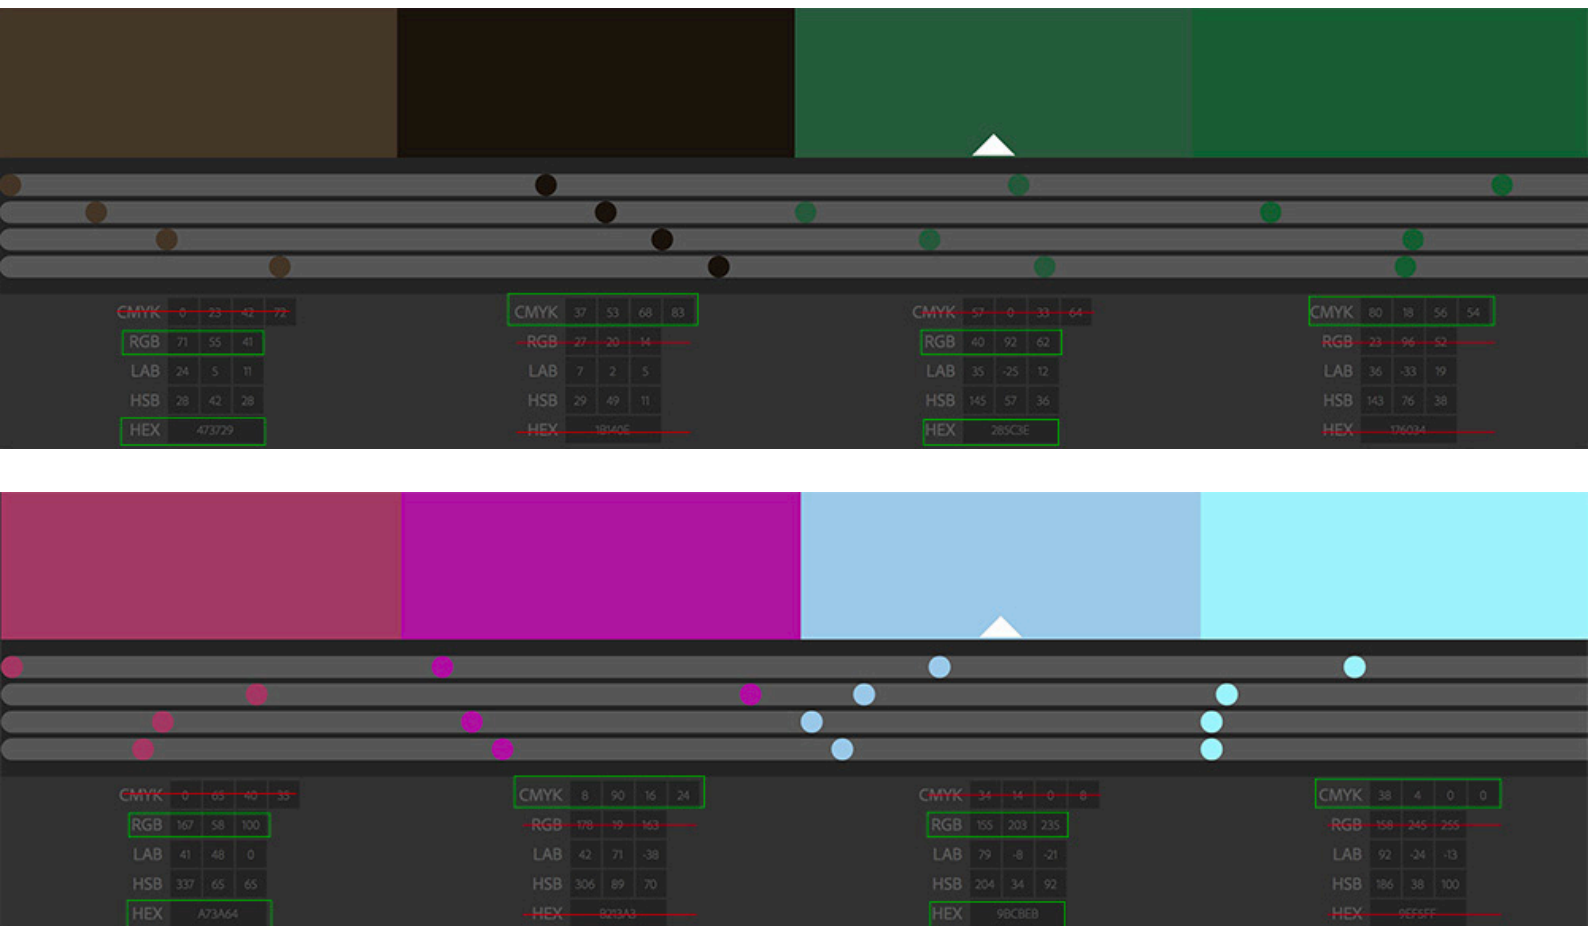 CMYK 0 23 42 72 CMYK 37 53 68 83 CMYK 57 0 33 64 CMYK 80 18 56 54
RGB 71 55 41 RGB 27 20 14 RGB 40 92 62 RGB 23 96 52
LAB 24 5 11 LAB 7 2 5 LAB 35 -25 12 LAB 36 -33 19
HSB 28 42 28 HSB 29 49 11 HSB 145 57 36 HSB 143 76 38
HEX 473729 HEX 1B140E HEX 285C3E HEX 176034
CMYK 0 65 40 35 CMYK 8 90 16 24 CMYK 34 14 0 8 CMYK 38 4 0 0
RGB 167 58 100 RGB 178 19 163 RGB 155 203 235 RGB 158 245 255
LAB 41 48 0 LAB 42 71 -38 LAB 79 -8 -21 LAB 92 -24 -13
HSB 337 65 65 HSB 306 89 70 HSB 204 34 92 HSB 186 38 100
HEX A73A64 HEX B213A3 HEX 9BCBEB HEX 9EF5FF